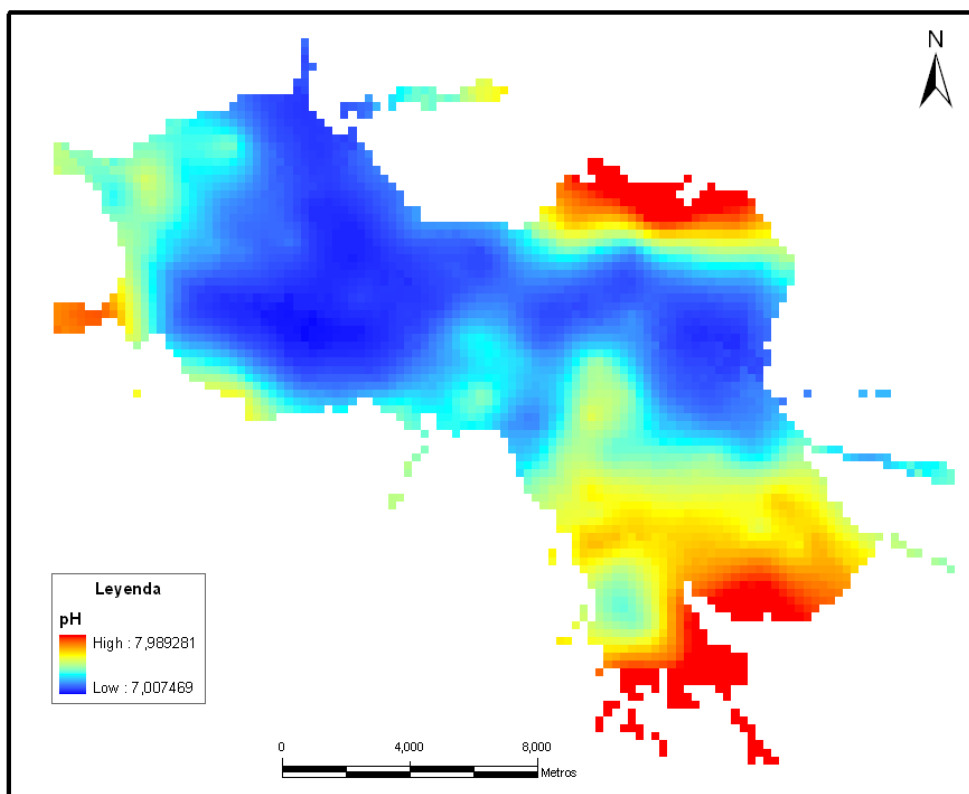 N
Leyenda
pH
High : 7,989281
Low : 7,007469
0 4,000 8,000
Metros